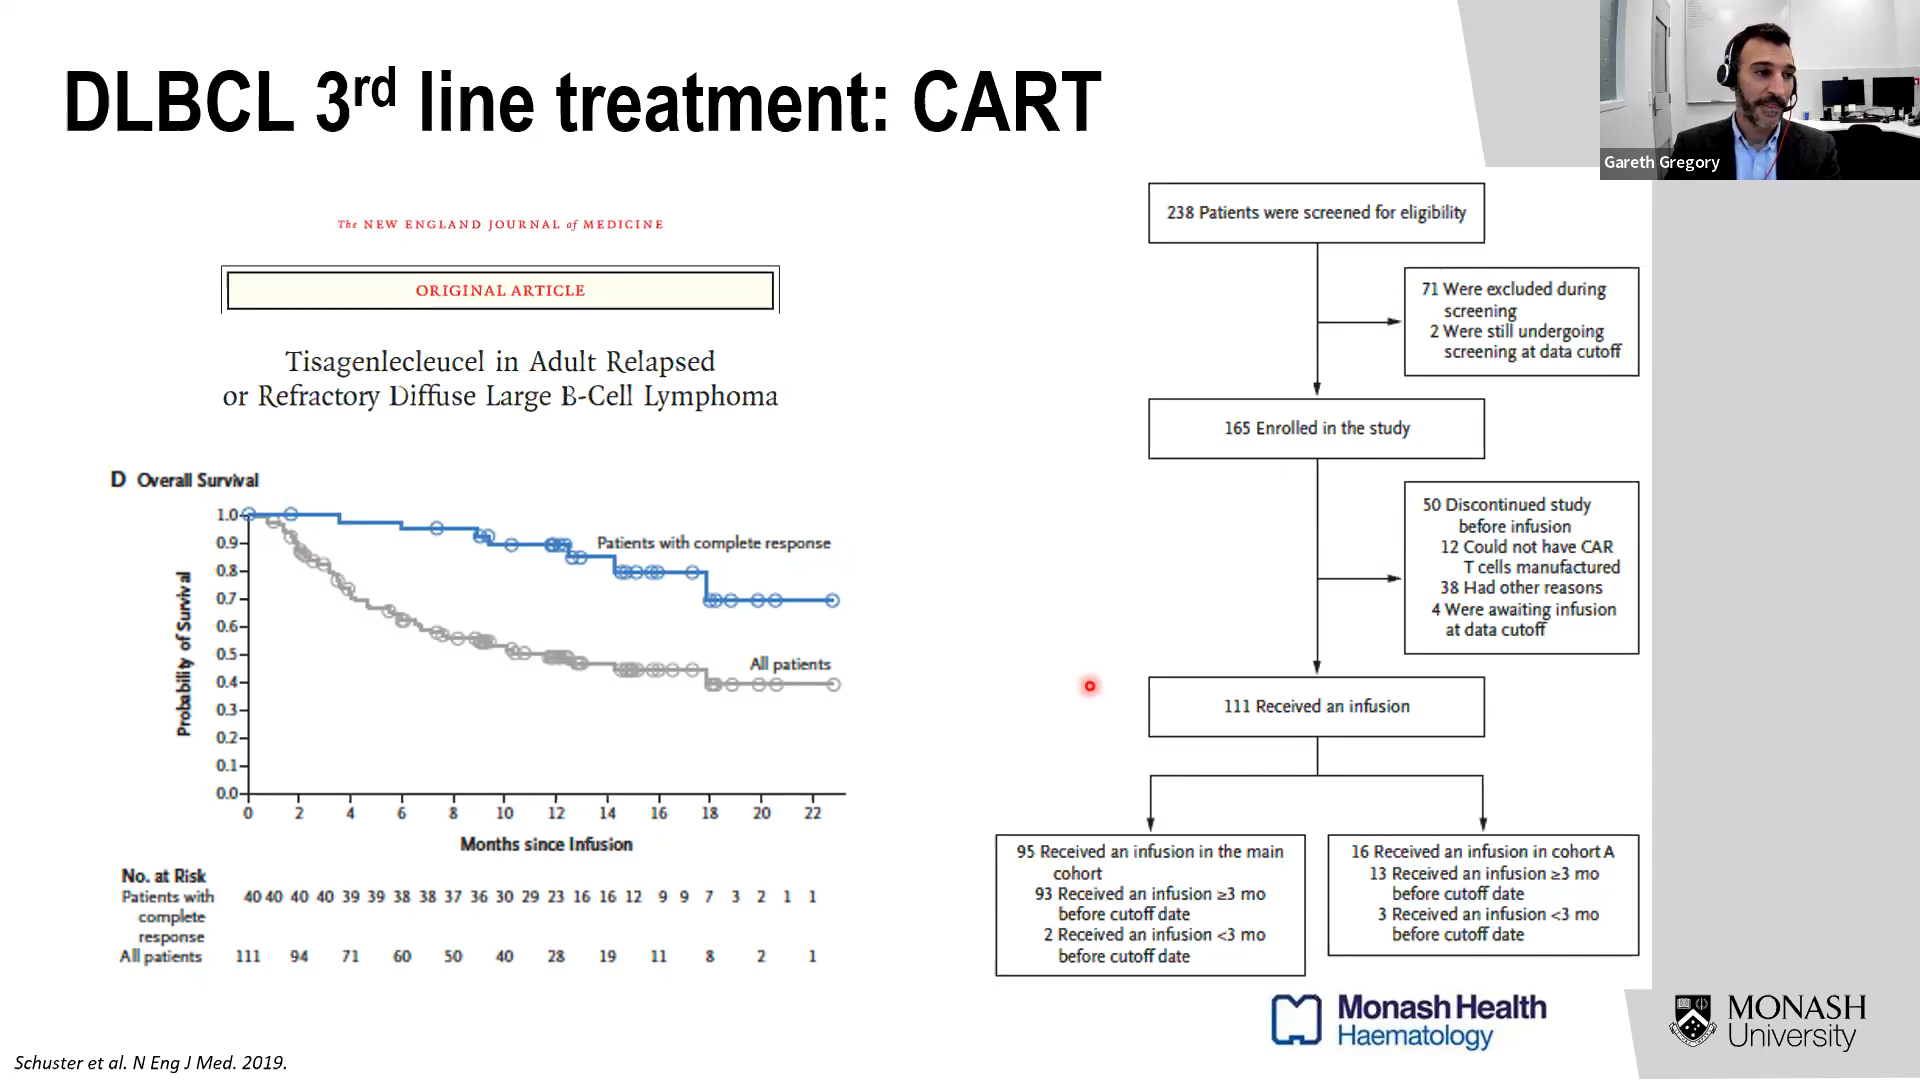 DLBCL 3rd line treatment: CART
Gareth Gregory
The NEW ENGLAND JOURNAL of MEDICINE
ORIGINAL ARTICLE
Tisagenlecleucel in Adult Relapsed
or Refractory Diffuse Large B-Cell Lymphoma
D Overall Survival
Probability of Survival
1.0
0.9
0.8
0.7
0.6
0.5
0.4
0.3
0.2
0.1
0.0
Patients with complete response
All patients
0 2 4 6 8 10 12 14 16 18 20 22
Months since Infusion
No. at Risk
Patients with 40 40 40 40 39 39 38 38 37 36 30 29 23 16 16 12 9 9 7 3 2 1 1
complete
response
All patients 111 94 71 60 50 40 28 19 11 8 2 1
238 Patients were screened for eligibility
71 Were excluded during
screening
2 Were still undergoing
screening at data cutoff
165 Enrolled in the study
50 Discontinued study
before infusion
12 Could not have CAR
T cells manufactured
38 Had other reasons
4 Were awaiting infusion
at data cutoff
111 Received an infusion
95 Received an infusion in the main
cohort
93 Received an infusion ≥3 mo
before cutoff date
2 Received an infusion <3 mo
before cutoff date
16 Received an infusion in cohort A
13 Received an infusion ≥3 mo
before cutoff date
3 Received an infusion <3 mo
before cutoff date
Monash Health
Haematology
MONASH
University
Schuster et al. N Eng J Med. 2019.